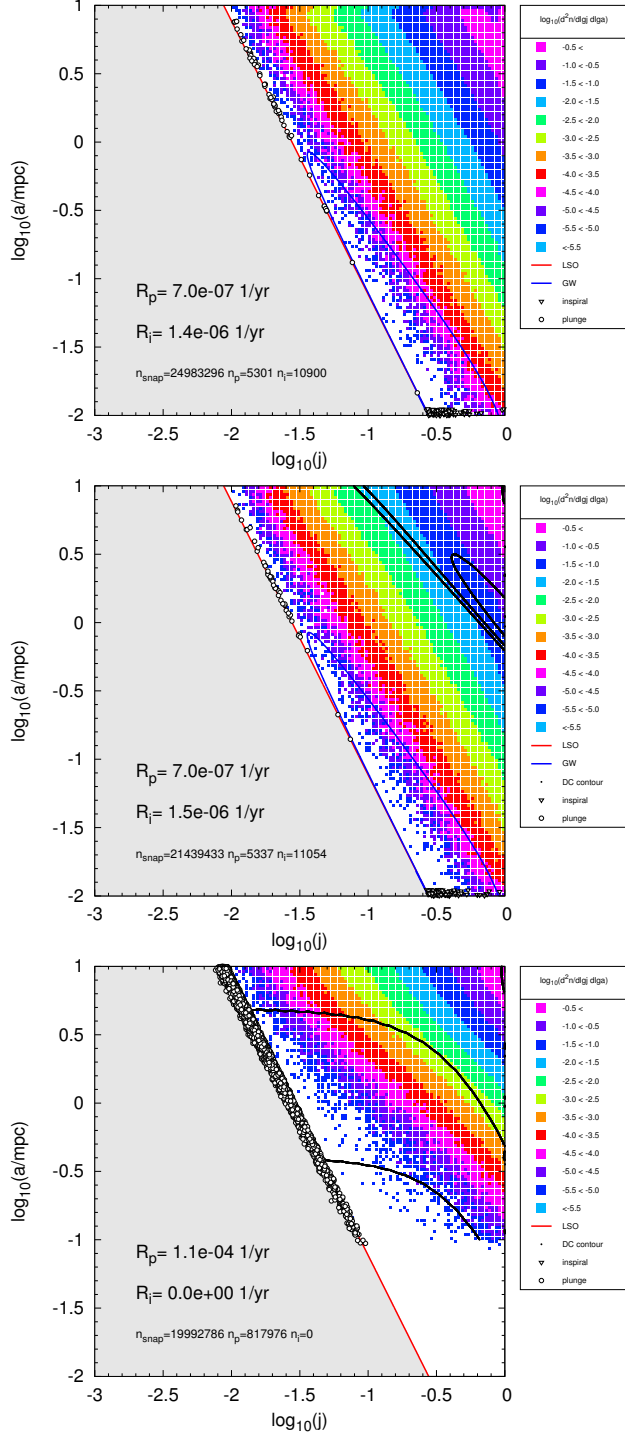 log10(a/mpc)
1
0.5
0
-0.5
-1
-1.5
-2
-3 -2.5 -2 -1.5 -1 -0.5 0
log10(j)
Rp= 7.0e-07 1/yr
Ri= 1.4e-06 1/yr
nsnap=24983296 np=5301 ni=10900
log10(d2n/dlgj dlga)
-0.5 <
-1.0 < -0.5
-1.5 < -1.0
-2.0 < -1.5
-2.5 < -2.0
-3.0 < -2.5
-3.5 < -3.0
-4.0 < -3.5
-4.5 < -4.0
-5.0 < -4.5
-5.5 < -5.0
<-5.5
LSO
GW
inspiral
plunge
log10(a/mpc)
1
0.5
0
-0.5
-1
-1.5
-2
-3 -2.5 -2 -1.5 -1 -0.5 0
log10(j)
Rp= 7.0e-07 1/yr
Ri= 1.5e-06 1/yr
nsnap=21439433 np=5337 ni=11054
log10(d2n/dlgj dlga)
-0.5 <
-1.0 < -0.5
-1.5 < -1.0
-2.0 < -1.5
-2.5 < -2.0
-3.0 < -2.5
-3.5 < -3.0
-4.0 < -3.5
-4.5 < -4.0
-5.0 < -4.5
-5.5 < -5.0
<-5.5
LSO
GW
DC contour
inspiral
plunge
log10(a/mpc)
1
0.5
0
-0.5
-1
-1.5
-2
-3 -2.5 -2 -1.5 -1 -0.5 0
log10(j)
Rp= 1.1e-04 1/yr
Ri= 0.0e+00 1/yr
nsnap=19992786 np=817976 ni=0
log10(d2n/dlgj dlga)
-0.5 <
-1.0 < -0.5
-1.5 < -1.0
-2.0 < -1.5
-2.5 < -2.0
-3.0 < -2.5
-3.5 < -3.0
-4.0 < -3.5
-4.5 < -4.0
-5.0 < -4.5
-5.5 < -5.0
<-5.5
LSO
DC contour
inspiral
plunge